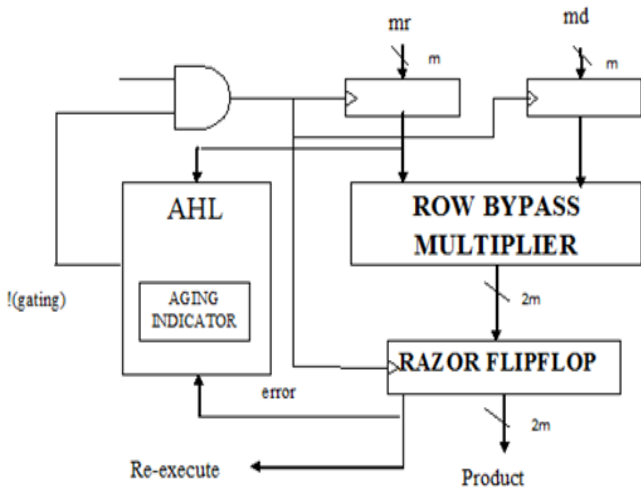 mr
md
m
m
AHL
ROW BYPASS
MULTIPLIER
!(gating)
AGING
INDICATOR
2m
RAZOR FLIPFLOP
error
2m
Re-execute
Product